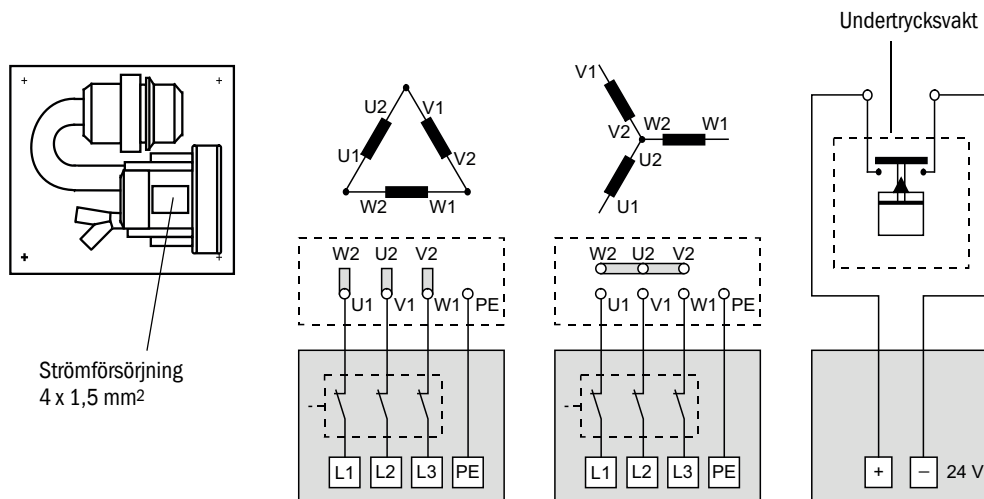 Undertrycksvakt
Strömförsörjning
4 x 1,5 mm²
U2 V1
U1 V2
W2 W1
V1
V2 W2 W1
U2
U1
W2 U2 V2
U1 V1 W1 PE
L1 L2 L3 PE
W2 U2 V2
U1 V1 W1 PE
L1 L2 L3 PE
+ – 24 V